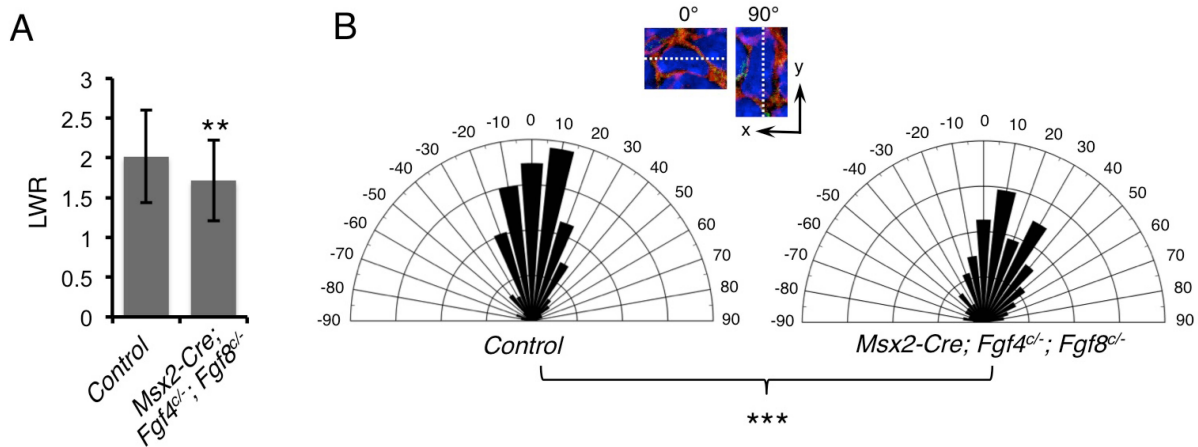 A
3
2.5
2
1.5
1
0.5
0
LWR
**
Control
Msx2-Cre;
Fgf4c/-; Fgf8c/-
B
0° 90°
y
x
-90 -80 -70 -60 -50 -40 -30 -20 -10 0 10 20 30 40 50 60 70 80 90
Control
-90 -80 -70 -60 -50 -40 -30 -20 -10 0 10 20 30 40 50 60 70 80 90
Msx2-Cre; Fgf4c/-; Fgf8c/-
***